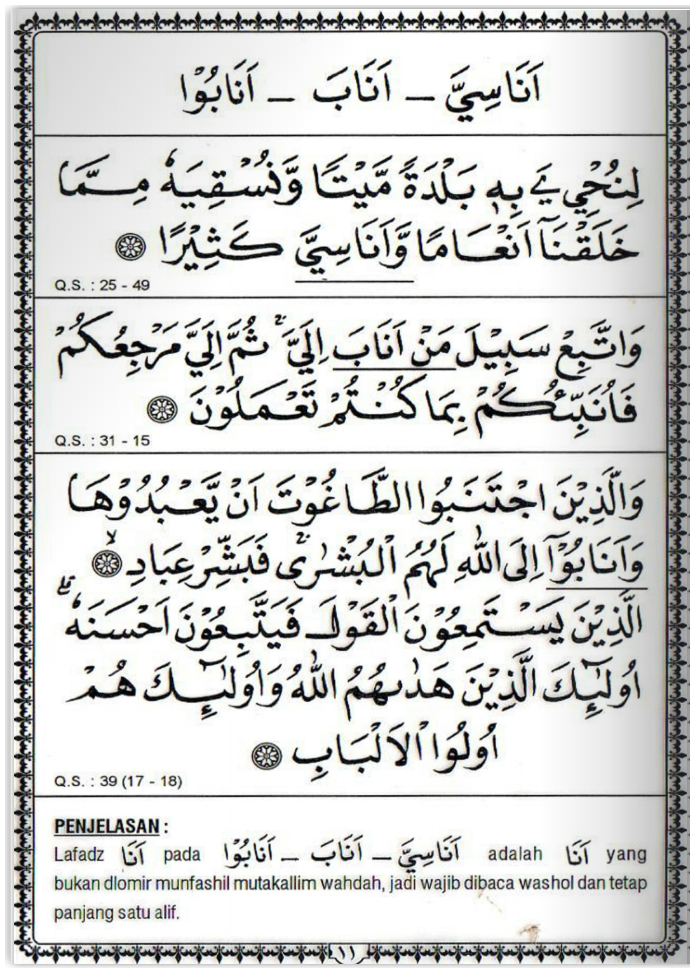 اَنَاسِيَّ – اَنَابَ – اَنَابُوْا
لِنُحْيِ يَ بِهٖ بَلْدَةً مَّيْتًا وَّنُسْقِيَهٗ مِمَّا
خَلَقْنَآ اَنْعَامًا وَّاَنَاسِيَّ كَثِيْرًا
Q.S. : 25 - 49
وَاتَّبِعْ سَبِيْلَ مَنْ اَنَابَ اِلَيَّ ۚ ثُمَّ اِلَيَّ مَرْجِعُكُمْ
فَاُنَبِّئُكُمْ بِمَا كُنْتُمْ تَعْمَلُوْنَ
Q.S. : 31 - 15
وَالَّذِيْنَ اجْتَنَبُوا الطَّاغُوْتَ اَنْ يَّعْبُدُوْهَا
وَاَنَابُوْٓا اِلَى اللّٰهِ لَهُمُ الْبُشْرٰى ۚ فَبَشِّرْ عِبَادِ ۙ
الَّذِيْنَ يَسْتَمِعُوْنَ الْقَوْلَ فَيَتَّبِعُوْنَ اَحْسَنَهٗ ۗ
اُولٰٓئِكَ الَّذِيْنَ هَدٰىهُمُ اللّٰهُ وَاُولٰٓئِكَ هُمْ
اُولُوا الْاَلْبَابِ
Q.S. : 39 (17 - 18)
PENJELASAN :
Lafadz اَنَا pada اَنَاسِيَّ – اَنَابَ – اَنَابُوْا adalah اَنَا yang
bukan dlomir munfashil mutakallim wahdah, jadi wajib dibaca washol dan tetap
panjang satu alif.
١١